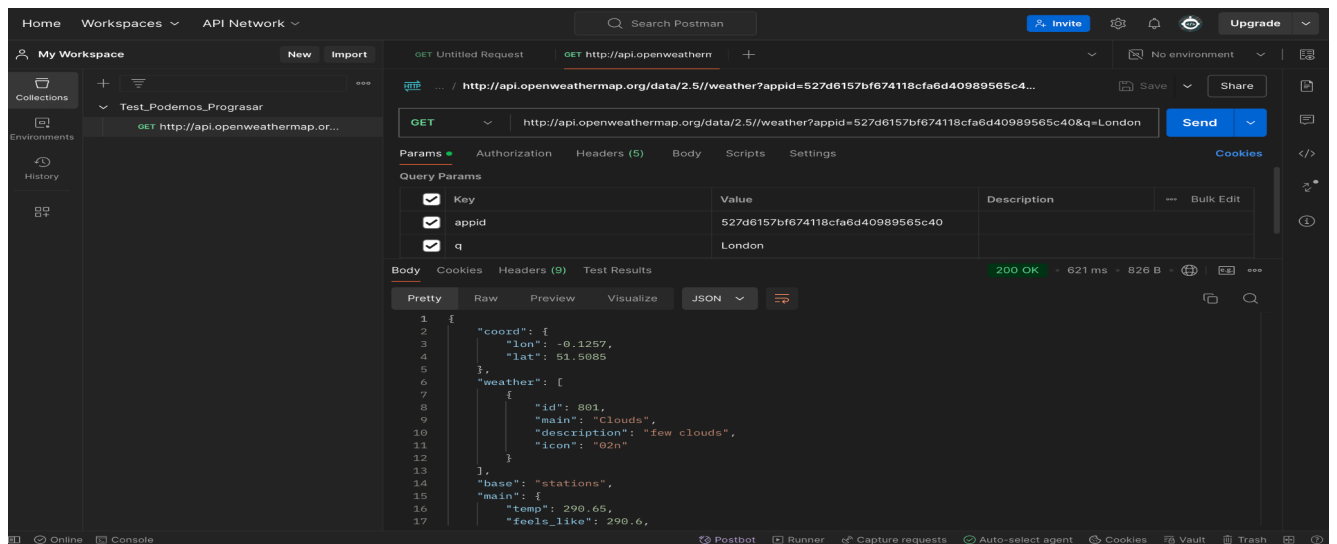 Home Workspaces API Network Search Postman Invite Upgrade
My Workspace New Import GET Untitled Request GET http://api.openweatherm No environment
Collections
Environments
History
Test_Podemos_Prograsar
GET http://api.openweathermap.or...
HTTP ... / http://api.openweathermap.org/data/2.5//weather?appid=527d6157bf674118cfa6d40989565c4... Save Share
GET http://api.openweathermap.org/data/2.5//weather?appid=527d6157bf674118cfa6d40989565c40&q=London Send
Params Authorization Headers (5) Body Scripts Settings Cookies
Query Params
Key Value Description Bulk Edit
appid 527d6157bf674118cfa6d40989565c40
q London
Body Cookies Headers (9) Test Results 200 OK 621 ms 826 B e.g.
Pretty Raw Preview Visualize JSON
1 {
2 "coord": {
3 "lon": -0.1257,
4 "lat": 51.5085
5 },
6 "weather": [
7 {
8 "id": 801,
9 "main": "Clouds",
10 "description": "few clouds",
11 "icon": "02n"
12 }
13 ],
14 "base": "stations",
15 "main": {
16 "temp": 290.65,
17 "feels_like": 290.6,
Online Console Postbot Runner Capture requests Auto-select agent Cookies Vault Trash